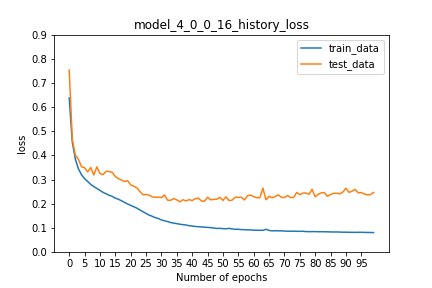 model_4_0_0_16_history_loss
train_data
test_data
loss
0.9
0.8
0.7
0.6
0.5
0.4
0.3
0.2
0.1
0.0
0 5 10 15 20 25 30 35 40 45 50 55 60 65 70 75 80 85 90 95
Number of epochs